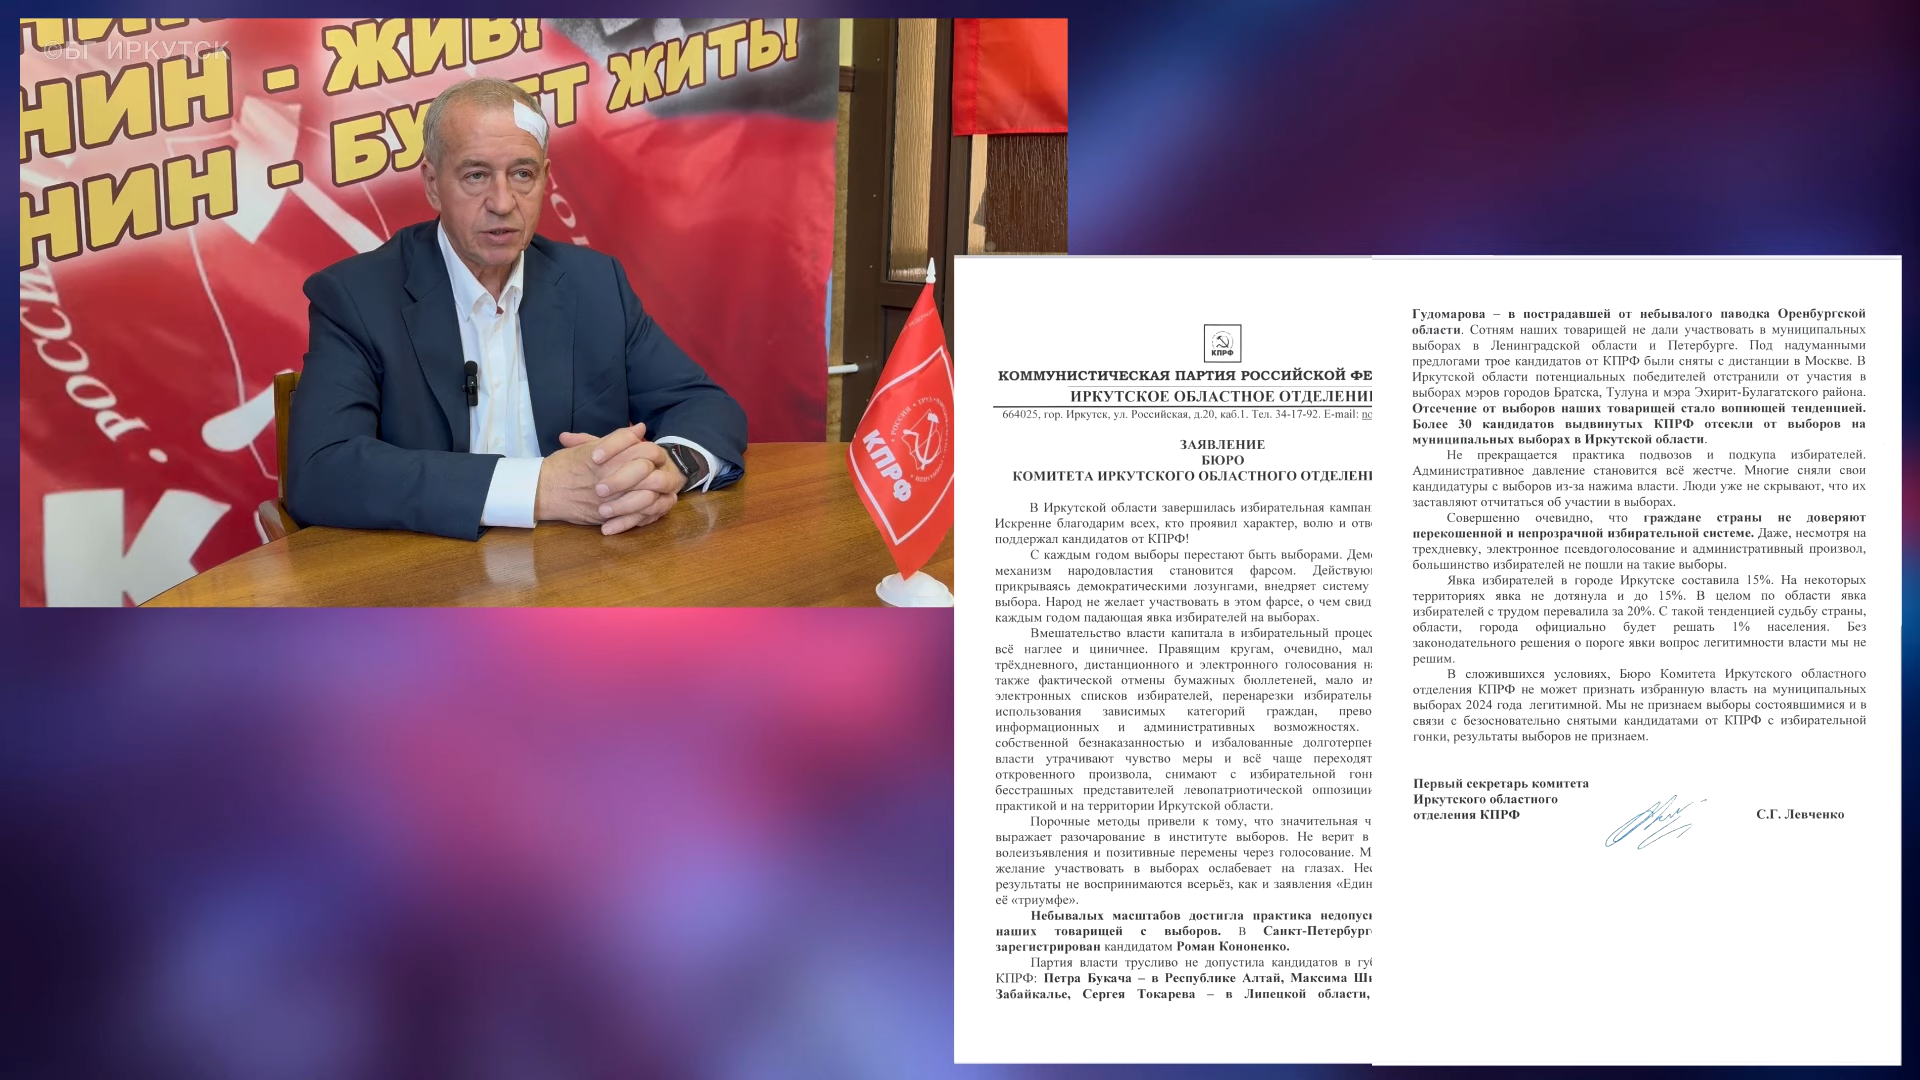 ©БГ ИРКУТСК
НИН - ЖИВ!
НИН - БУ ЕТ ЖИТЬ!
РОССИ
К
РОССИЯ • ТРУД
КПРФ
КПРФ
КОММУНИСТИЧЕСКАЯ ПАРТИЯ РОССИЙСКОЙ ФЕ
ИРКУТСКОЕ ОБЛАСТНОЕ ОТДЕЛЕНИ
664025, гор. Иркутск, ул. Российская, д.20, каб.1. Тел. 34-17-92. E-mail:
ЗАЯВЛЕНИЕ
БЮРО
КОМИТЕТА ИРКУТСКОГО ОБЛАСТНОГО ОТДЕЛЕН
В Иркутской области завершилась избирательная кампан
Искренне благодарим всех, кто проявил характер, волю и отв
поддержал кандидатов от КПРФ!
С каждым годом выборы перестают быть выборами. Дем
механизм народовластия становится фарсом. Действую
прикрываясь демократическими лозунгами, внедряет систему
выбора. Народ не желает участвовать в этом фарсе, о чем свид
каждым годом падающая явка избирателей на выборах.
Вмешательство власти капитала в избирательный процес
всё наглее и циничнее. Правящим кругам, очевидно, мал
трёхдневного, дистанционного и электронного голосования н
также фактической отмены бумажных бюллетеней, мало и
электронных списков избирателей, перенарезки избиратель
использования зависимых категорий граждан, прево
информационных и административных возможностях.
собственной безнаказанностью и избалованные долготерпен
власти утрачивают чувство меры и всё чаще переходят
откровенного произвола, снимают с избирательной гон
бесстрашных представителей левопатриотической оппозици
практикой и на территории Иркутской области.
Порочные методы привели к тому, что значительная ч
выражает разочарование в институте выборов. Не верит в
волеизъявления и позитивные перемены через голосование. М
желание участвовать в выборах ослабевает на глазах. Не
результаты не воспринимаются всерьёз, как и заявления «Един
её «триумфе».
Небывалых масштабов достигла практика недопус
наших товарищей с выборов. В Санкт-Петербург
зарегистрирован кандидатом Роман Кононенко.
Партия власти трусливо не допустила кандидатов в гу
КПРФ: Петра Букача – в Республике Алтай, Максима Ш
Забайкалье, Сергея Токарева – в Липецкой области,
Гудомарова – в пострадавшей от небывалого паводка Оренбургской
области. Сотням наших товарищей не дали участвовать в муниципальных
выборах в Ленинградской области и Петербурге. Под надуманными
предлогами трое кандидатов от КПРФ были сняты с дистанции в Москве. В
Иркутской области потенциальных победителей отстранили от участия в
выборах мэров городов Братска, Тулуна и мэра Эхирит-Булагатского района.
Отсечение от выборов наших товарищей стало вопиющей тенденцией.
Более 30 кандидатов выдвинутых КПРФ отсекли от выборов на
муниципальных выборах в Иркутской области.
Не прекращается практика подвозов и подкупа избирателей.
Административное давление становится всё жестче. Многие сняли свои
кандидатуры с выборов из-за нажима власти. Люди уже не скрывают, что их
заставляют отчитаться об участии в выборах.
Совершенно очевидно, что граждане страны не доверяют
перекошенной и непрозрачной избирательной системе. Даже, несмотря на
трехдневку, электронное псевдоголосование и административный произвол,
большинство избирателей не пошли на такие выборы.
Явка избирателей в городе Иркутске составила 15%. На некоторых
территориях явка не дотянула и до 15%. В целом по области явка
избирателей с трудом перевалила за 20%. С такой тенденцией судьбу страны,
области, города официально будет решать 1% населения. Без
законодательного решения о пороге явки вопрос легитимности власти мы не
решим.
В сложившихся условиях, Бюро Комитета Иркутского областного
отделения КПРФ не может признать избранную власть на муниципальных
выборах 2024 года легитимной. Мы не признаем выборы состоявшимися и в
связи с безосновательно снятыми кандидатами от КПРФ с избирательной
гонки, результаты выборов не признаем.
Первый секретарь комитета
Иркутского областного
отделения КПРФ
С.Г. Левченко